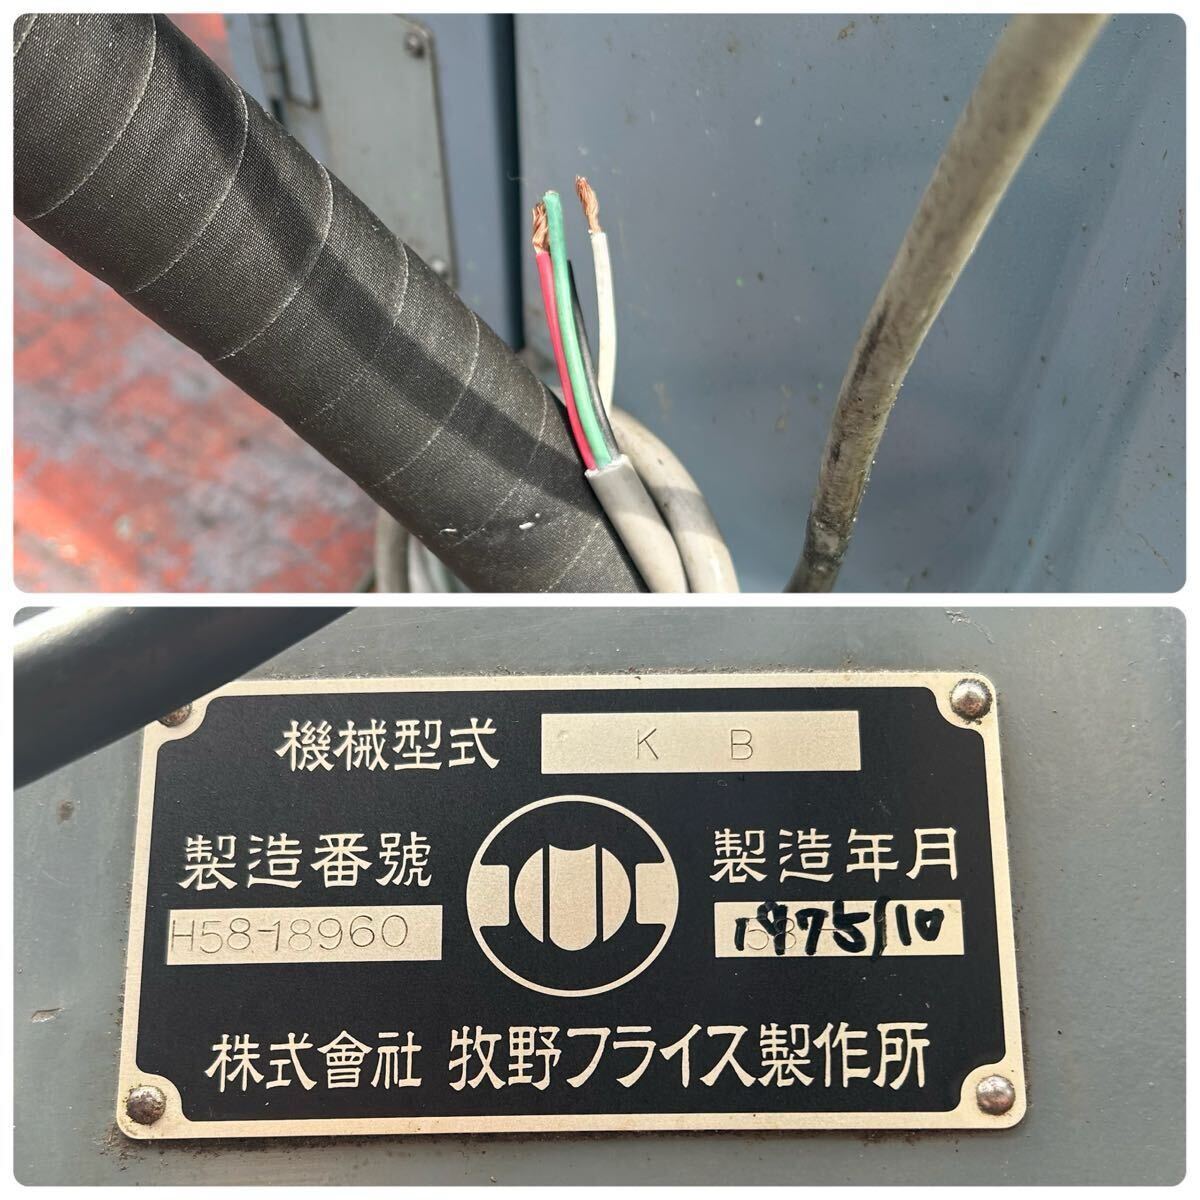 機械型式 K B
製造番號 製造年月
H58-18960 1975/10
株式會社 牧野フライス製作所